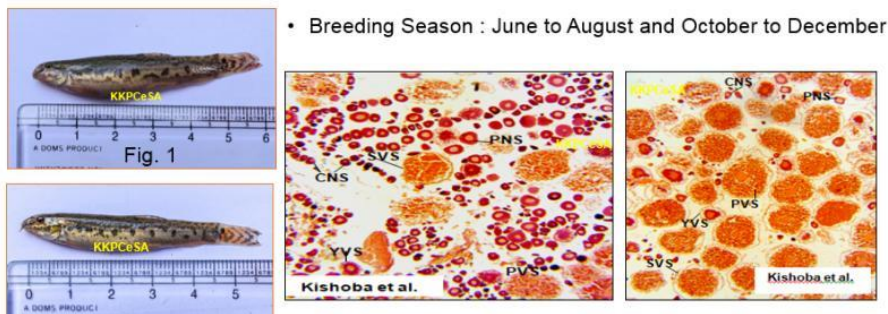 • Breeding Season : June to August and October to December
KKPCeSA
0 1 2 3 4 5 6
A DOMS PRODUCT
Fig. 1
KKPCeSA
0 1 2 3 4 5
A DOMS PRODUCT
PNS
SVS
CNS
YVS
PVS
Kishoba et al.
KKPCeSA
CNS
PNS
PVS
YVS
SVS
Kishoba et al.